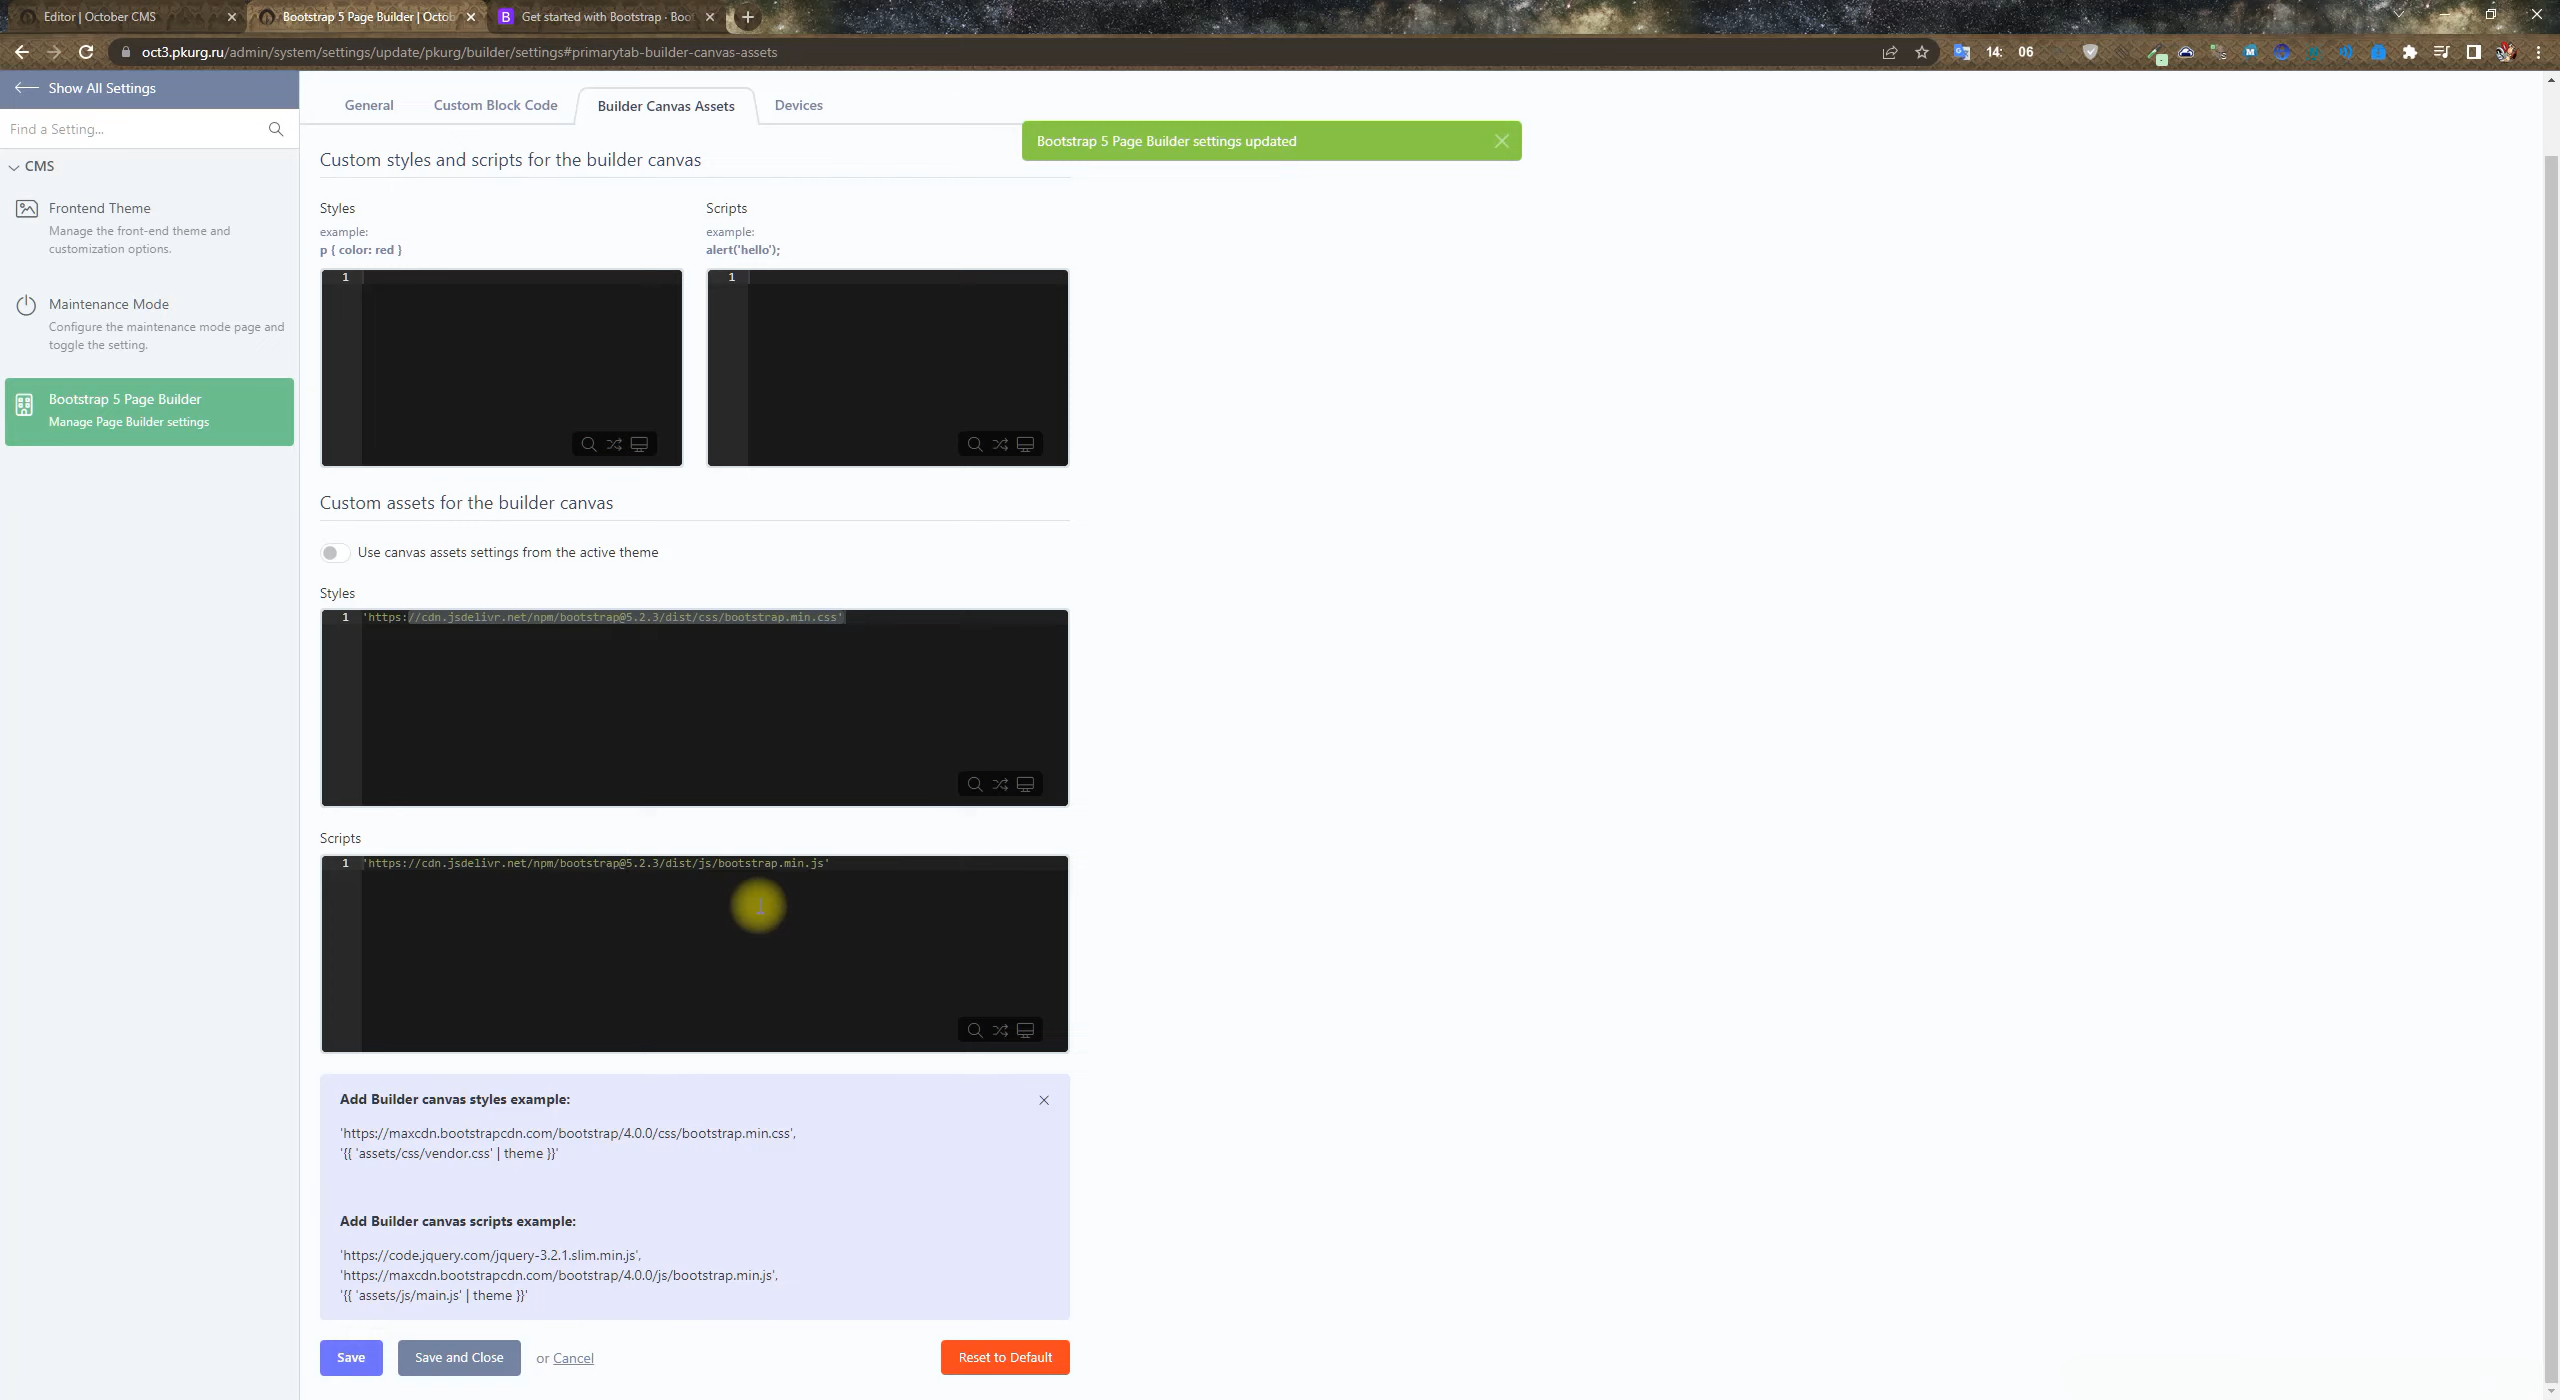 Editor | October CMS
Bootstrap 5 Page Builder | Octob
Get started with Bootstrap · Boo
oct3.pkurg.ru/admin/system/settings/update/pkurg/builder/settings#primarytab-builder-canvas-assets
14: 06
Show All Settings
Find a Setting...
CMS
Frontend Theme
Manage the front-end theme and
customization options.
Maintenance Mode
Configure the maintenance mode page and
toggle the setting.
Bootstrap 5 Page Builder
Manage Page Builder settings
General
Custom Block Code
Builder Canvas Assets
Devices
Bootstrap 5 Page Builder settings updated
Custom styles and scripts for the builder canvas
Styles
example:
p { color: red }
1
Scripts
example:
alert('hello');
1
Custom assets for the builder canvas
Use canvas assets settings from the active theme
Styles
1 'https://cdn.jsdelivr.net/npm/bootstrap@5.2.3/dist/css/bootstrap.min.css'
Scripts
1 'https://cdn.jsdelivr.net/npm/bootstrap@5.2.3/dist/js/bootstrap.min.js'
Add Builder canvas styles example:
'https://maxcdn.bootstrapcdn.com/bootstrap/4.0.0/css/bootstrap.min.css',
'{{ 'assets/css/vendor.css' | theme }}'
Add Builder canvas scripts example:
'https://code.jquery.com/jquery-3.2.1.slim.min.js',
'https://maxcdn.bootstrapcdn.com/bootstrap/4.0.0/js/bootstrap.min.js',
'{{ 'assets/js/main.js' | theme }}'
Save
Save and Close
or Cancel
Reset to Default